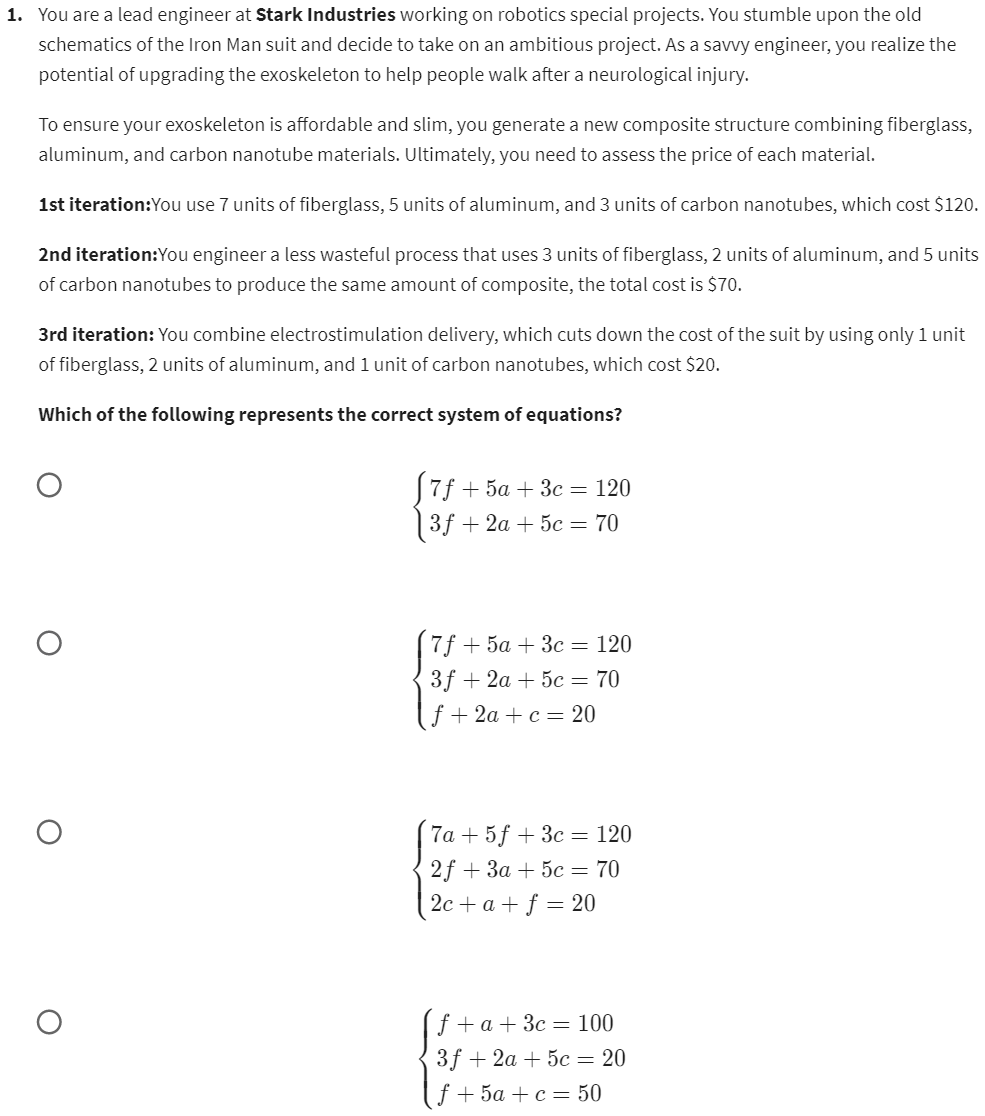 1. You are a lead engineer at Stark Industries working on robotics special projects. You stumble upon the old
schematics of the Iron Man suit and decide to take on an ambitious project. As a savvy engineer, you realize the
potential of upgrading the exoskeleton to help people walk after a neurological injury.
To ensure your exoskeleton is affordable and slim, you generate a new composite structure combining fiberglass,
aluminum, and carbon nanotube materials. Ultimately, you need to assess the price of each material.
1st iteration:You use 7 units of fiberglass, 5 units of aluminum, and 3 units of carbon nanotubes, which cost $120.
2nd iteration:You engineer a less wasteful process that uses 3 units of fiberglass, 2 units of aluminum, and 5 units
of carbon nanotubes to produce the same amount of composite, the total cost is $70.
3rd iteration: You combine electrostimulation delivery, which cuts down the cost of the suit by using only 1 unit
of fiberglass, 2 units of aluminum, and 1 unit of carbon nanotubes, which cost $20.
Which of the following represents the correct system of equations?
7f + 5a + 3c = 120
3f + 2a + 5c = 70
7f + 5a + 3c = 120
3f + 2a + 5c = 70
f + 2a + c = 20
7a + 5f + 3c = 120
2f + 3a + 5c = 70
2c + a + f = 20
f + a + 3c = 100
3f + 2a + 5c = 20
f + 5a + c = 50